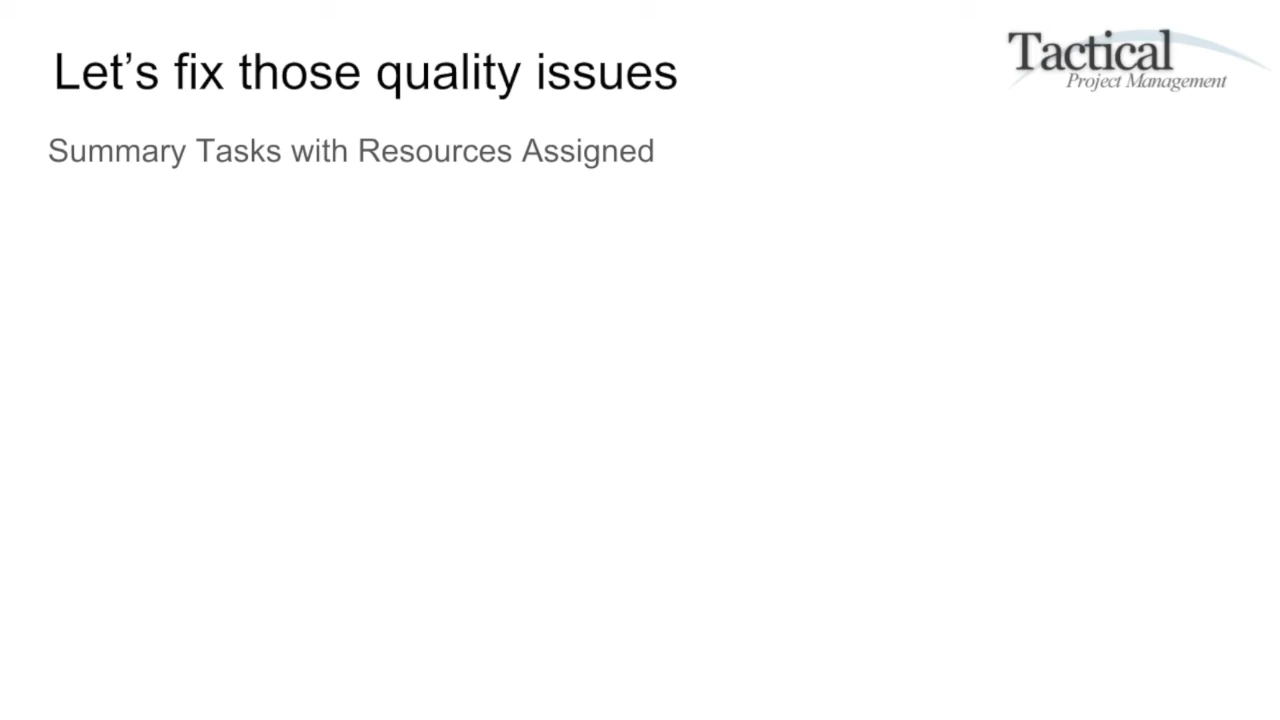 Let’s fix those quality issues
Tactical
Project Management
Summary Tasks with Resources Assigned